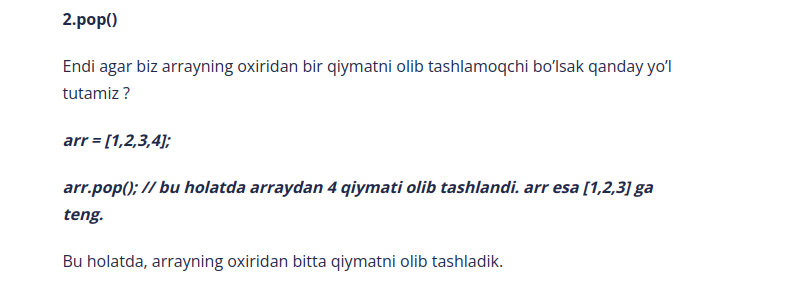 2.pop()
Endi agar biz arrayning oxiridan bir qiymatni olib tashlamoqchi bo’lsak qanday yo’l
tutamiz ?
arr = [1,2,3,4];
arr.pop(); // bu holatda arraydan 4 qiymati olib tashlandi. arr esa [1,2,3] ga
teng.
Bu holatda, arrayning oxiridan bitta qiymatni olib tashladik.